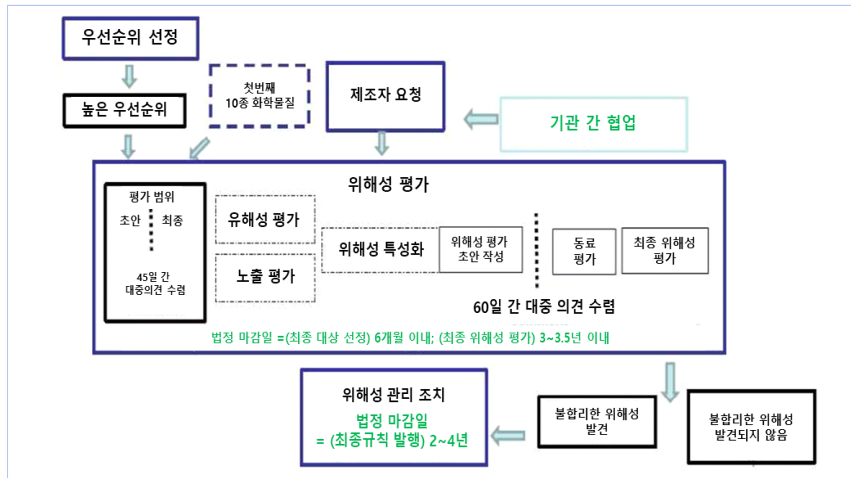 우선순위 선정
높은 우선순위
첫번째
10종 화학물질
제조자 요청
기관 간 협업
위해성 평가
평가 범위
초안 최종
45일 간
대중의견 수렴
유해성 평가
노출 평가
위해성 특성화
위해성 평가
초안 작성
동료
평가
최종 위해성
평가
60일 간 대중 의견 수렴
법정 마감일 =(최종 대상 선정) 6개월 이내; (최종 위해성 평가) 3~3.5년 이내
위해성 관리 조치
법정 마감일
= (최종규칙 발행) 2~4년
불합리한 위해성
발견
불합리한 위해성
발견되지 않음